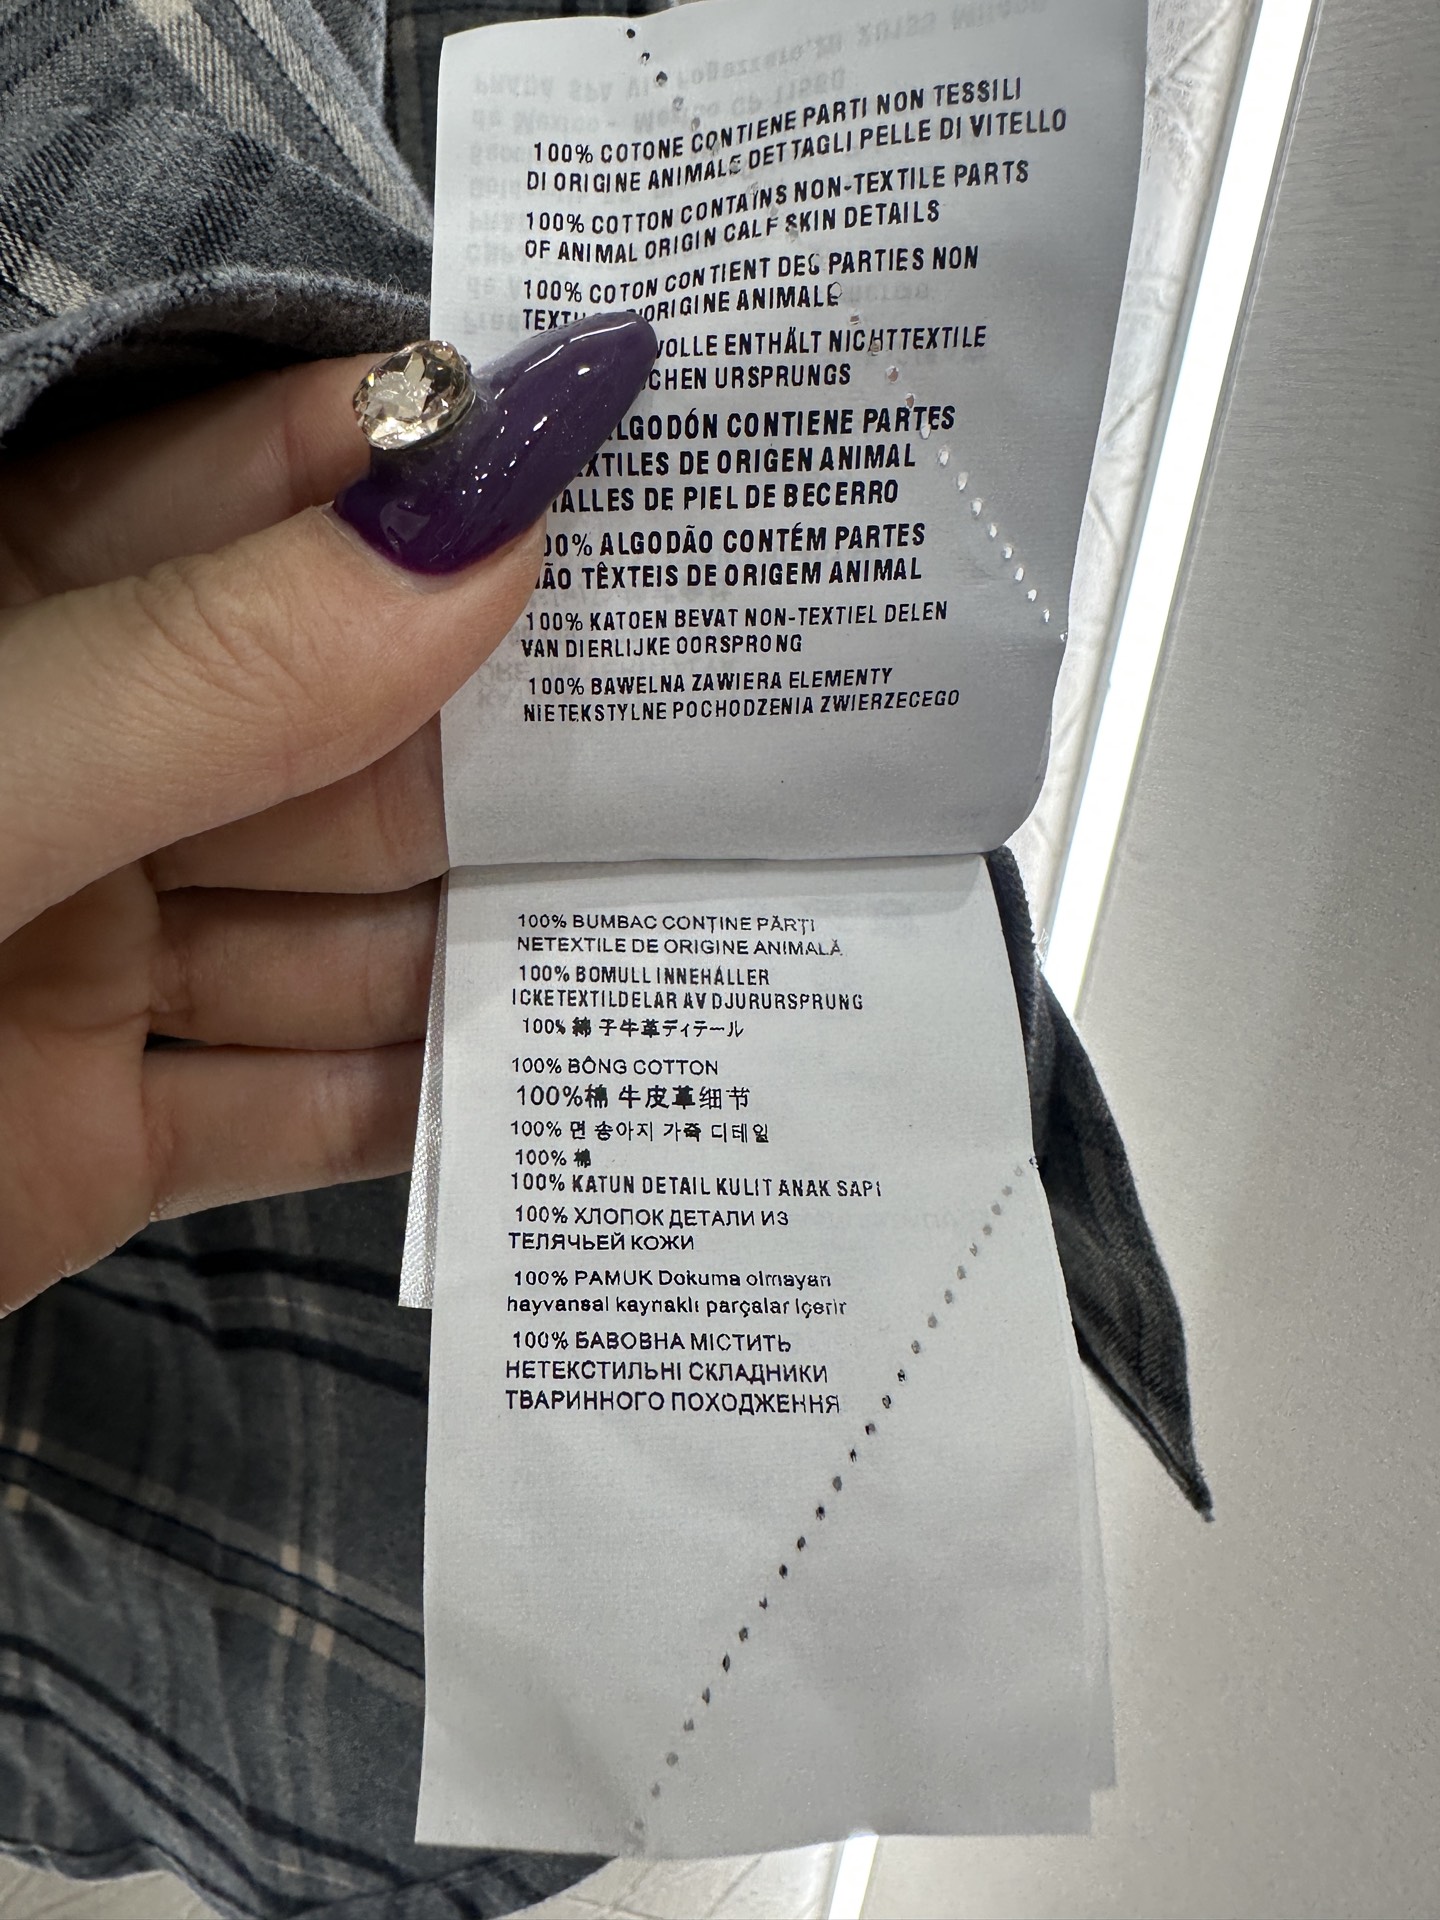 100% COTONE CONTIENE PARTI NON TESSILI
DI ORIGINE ANIMALE DETTAGLI PELLE DI VITELLO
100% COTTON CONTAINS NON-TEXTILE PARTS
OF ANIMAL ORIGIN CALF SKIN DETAILS
100% COTON CONTIENT DES PARTIES NON
ORIGINE ANIMALE
VOLLE ENTHÄLT NICHTTEXTILE
CHEN URSPRUNGS
LGODÓN CONTIENE PARTES
XTILES DE ORIGEN ANIMAL
ALLES DE PIEL DE BECERRO
00% ALGODÃO CONTÉM PARTES
ÃO TÊXTEIS DE ORIGEM ANIMAL
100% KATOEN BEVAT NON-TEXTIEL DELEN
VAN DIERLIJKE OORSPRONG
100% BAWELNA ZAWIERA ELEMENTY
NIETEKSTYLNE POCHODZENIA ZWIERZECEGO
100% BUMBAC CONȚINE PĂRȚI
NETEXTILE DE ORIGINE ANIMALĂ
100% BOMULL INNEHÅLLER
ICKETEXTILDELAR AV DJURURSPRUNG
100% 綿 子牛革ディテール
100% BÔNG COTTON
100%棉 牛皮革细节
100% 면 송아지 가죽 디테일
100% 棉
100% KATUN DETAIL KULIT ANAK SAPI
100% ХЛОПОК ДЕТАЛИ ИЗ
ТЕЛЯЧЬЕЙ КОЖИ
100% PAMUK Dokuma olmayan
hayvansal kaynaklı parçalar içerir
100% БАВОВНА МІСТИТЬ
НЕТЕКСТИЛЬНІ СКЛАДНИКИ
ТВАРИННОГО ПОХОДЖЕННЯ